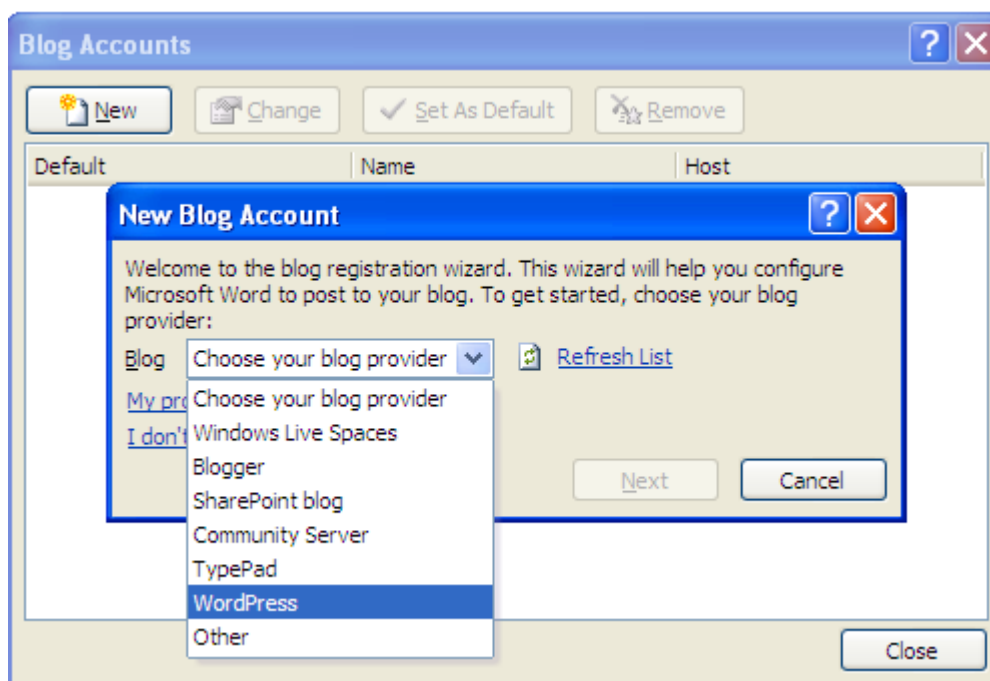 Blog Accounts
New Change Set As Default Remove
Default Name Host
New Blog Account
Welcome to the blog registration wizard. This wizard will help you configure
Microsoft Word to post to your blog. To get started, choose your blog
provider:
Blog Choose your blog provider Refresh List
My pro
I don't
Choose your blog provider
Windows Live Spaces
Blogger
SharePoint blog
Community Server
TypePad
WordPress
Other
Next Cancel
Close